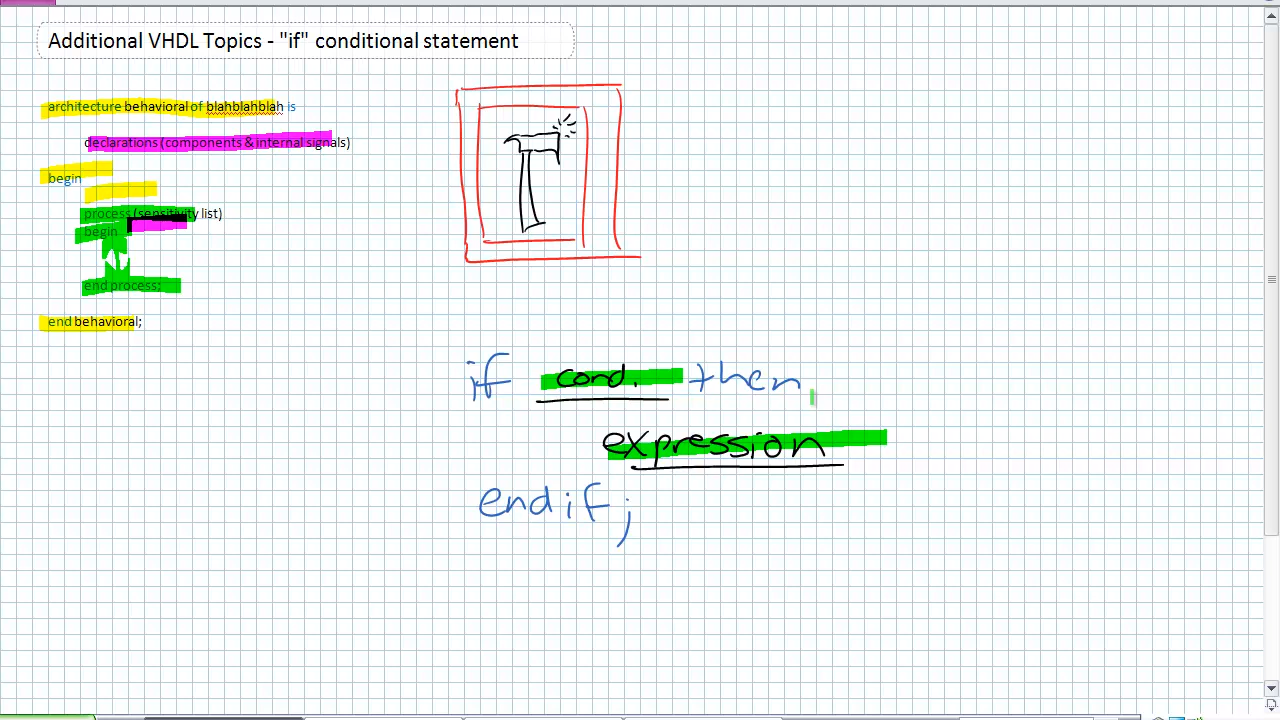 Additional VHDL Topics - "if" conditional statement
architecture behavioral of blahblahblah is
declarations (components & internal signals)
begin
process (sensitivity list)
begin
end process;
end behavioral;
if cond. then
expression
end if;